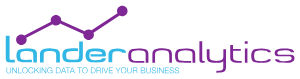 landeranalytics
UNLOCKING DATA TO DRIVE YOUR BUSINESS